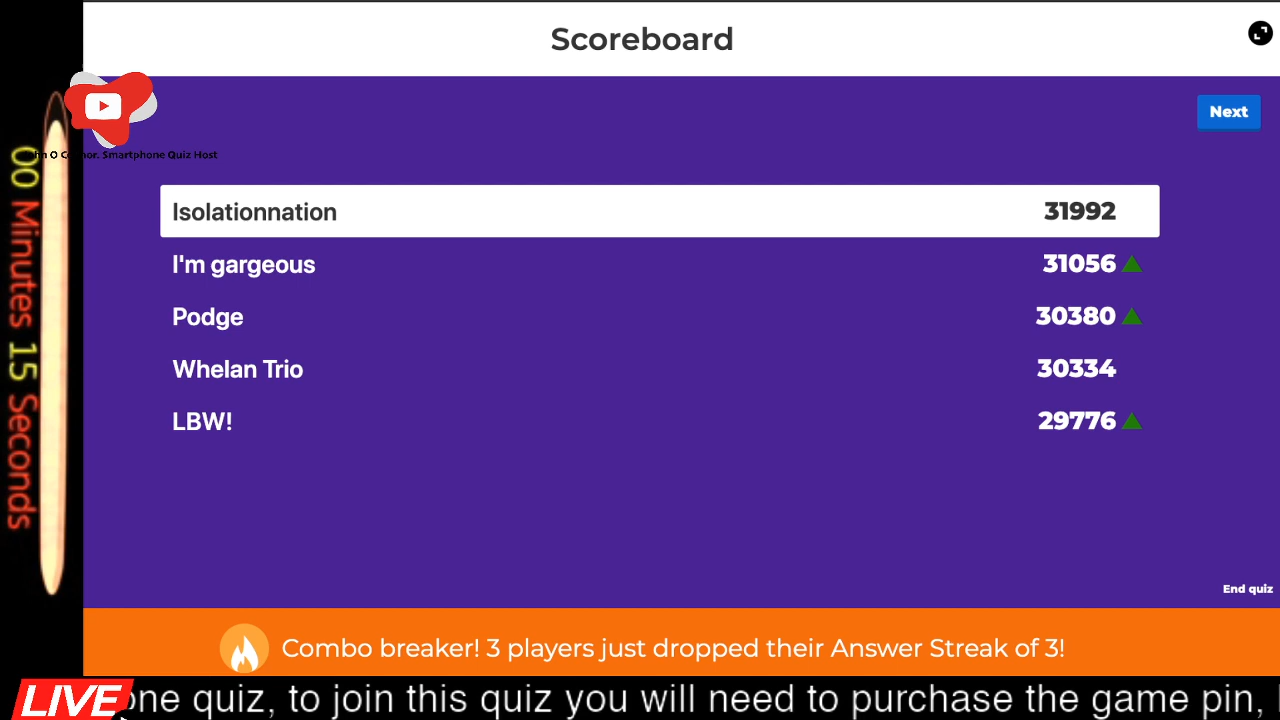 Scoreboard
Next
nor. Smartphone Quiz Host
Isolationnation 31992
I'm gargeous 31056
Podge 30380
Whelan Trio 30334
LBW! 29776
00 Minutes 15 Seconds
End quiz
Combo breaker! 3 players just dropped their Answer Streak of 3!
LIVE
one quiz, to join this quiz you will need to purchase the game pin,